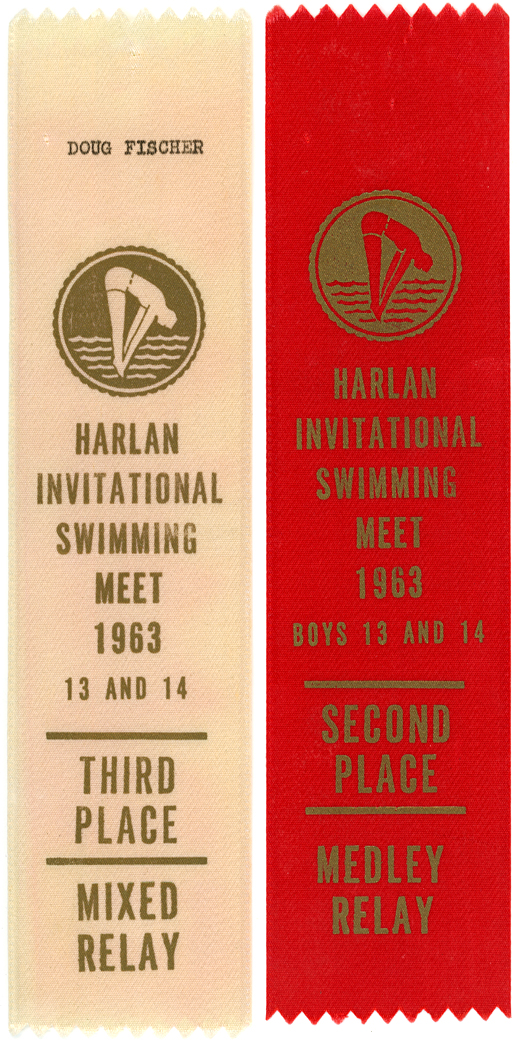 DOUG FISCHER
HARLAN
INVITATIONAL
SWIMMING
MEET
1963
13 AND 14
THIRD
PLACE
MIXED
RELAY
HARLAN
INVITATIONAL
SWIMMING
MEET
1963
BOYS 13 AND 14
SECOND
PLACE
MEDLEY
RELAY